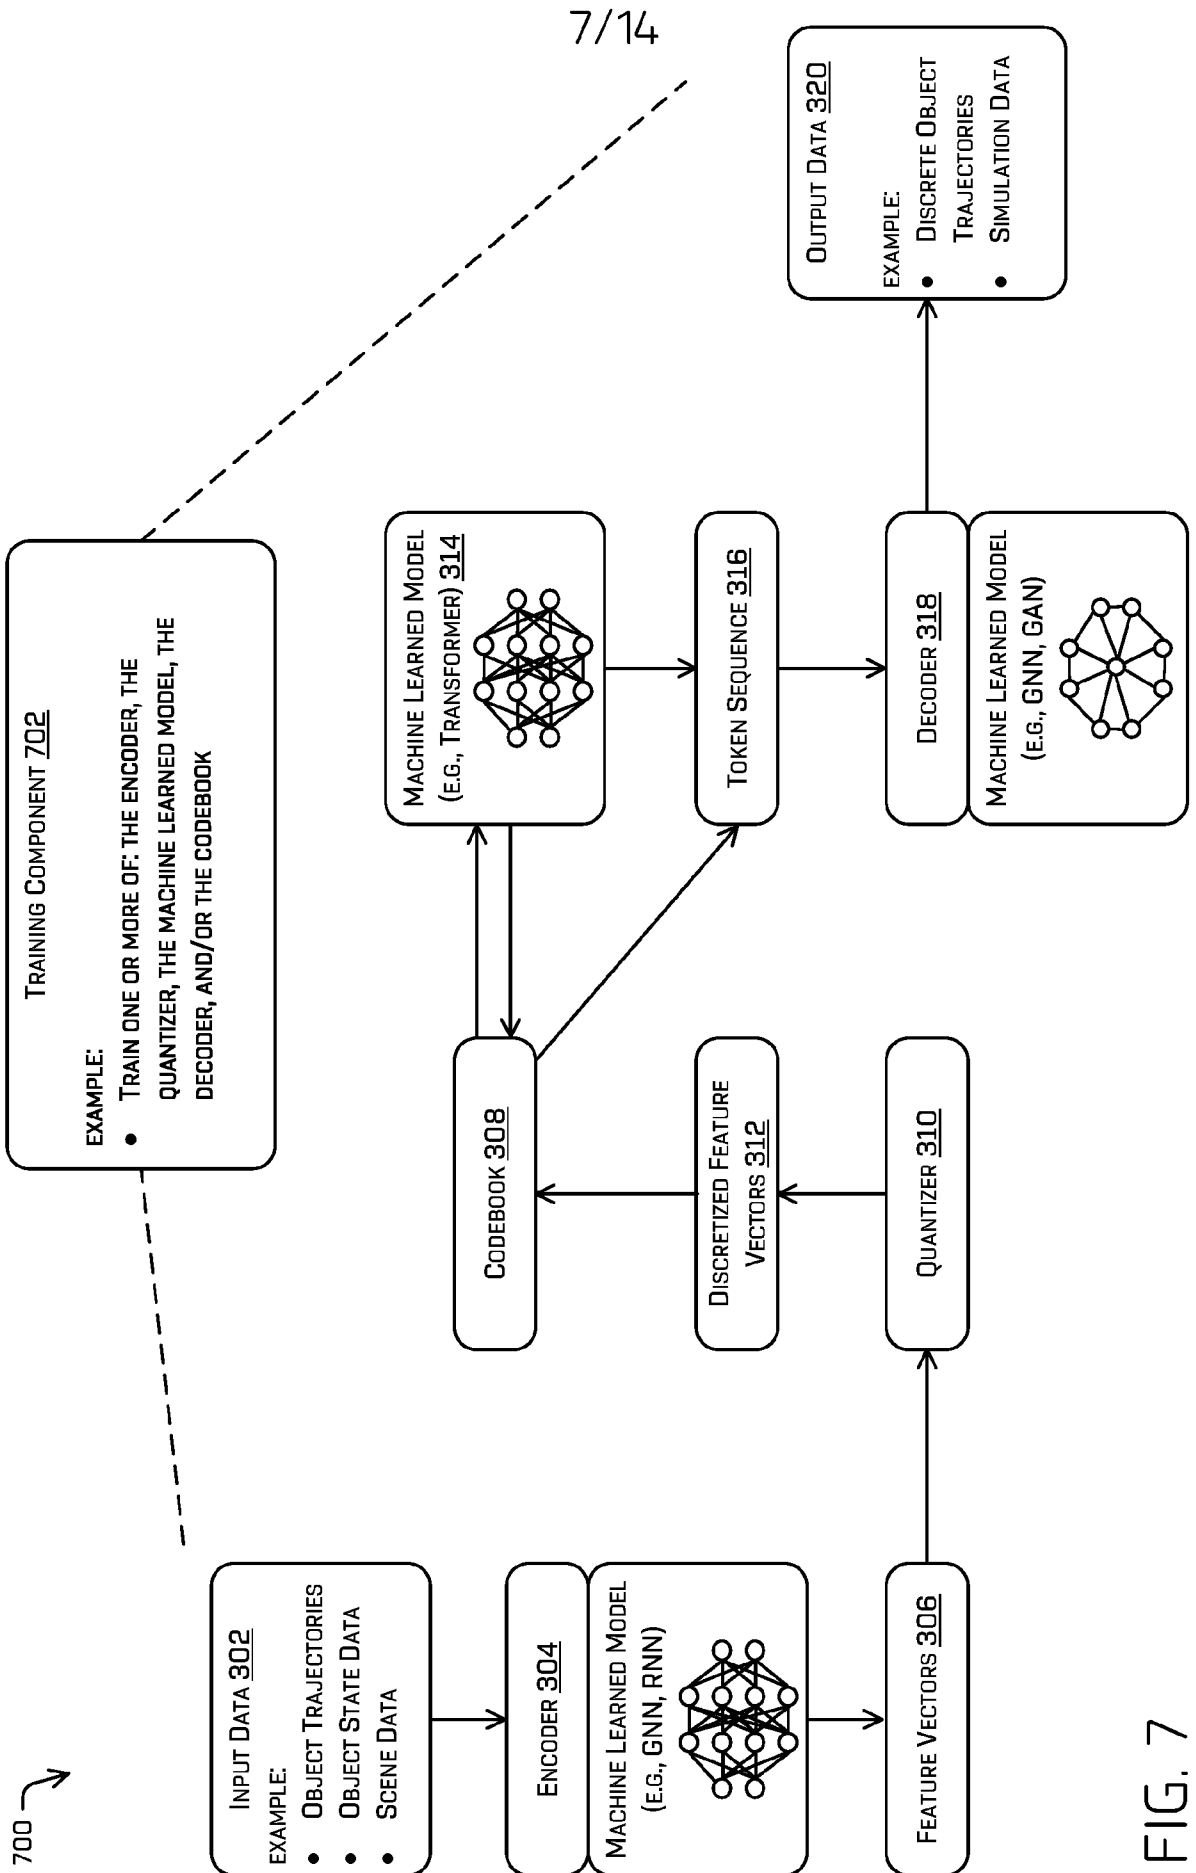 7/14
700
TRAINING COMPONENT 702
EXAMPLE:
• TRAIN ONE OR MORE OF: THE ENCODER, THE
QUANTIZER, THE MACHINE LEARNED MODEL, THE
DECODER, AND/OR THE CODEBOOK
INPUT DATA 302
EXAMPLE:
• OBJECT TRAJECTORIES
• OBJECT STATE DATA
• SCENE DATA
ENCODER 304
MACHINE LEARNED MODEL
(E.G., GNN, RNN)
FEATURE VECTORS 306
CODEBOOK 308
DISCRETIZED FEATURE
VECTORS 312
QUANTIZER 310
MACHINE LEARNED MODEL
(E.G., TRANSFORMER) 314
TOKEN SEQUENCE 316
DECODER 318
MACHINE LEARNED MODEL
(E.G., GNN, GAN)
OUTPUT DATA 320
EXAMPLE:
• DISCRETE OBJECT
TRAJECTORIES
• SIMULATION DATA
FIG. 7